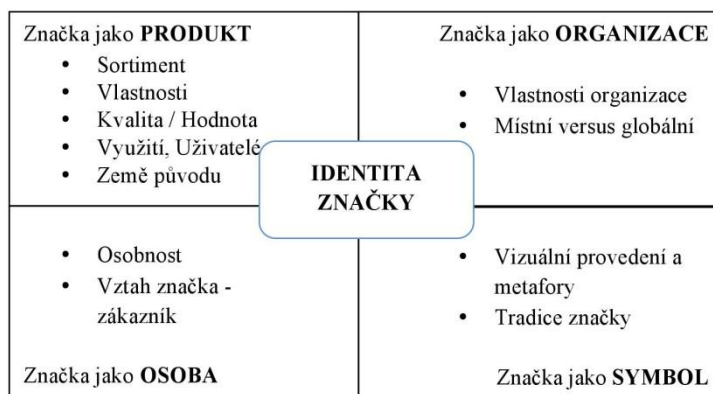 Značka jako PRODUKT
• Sortiment
• Vlastnosti
• Kvalita / Hodnota
• Využití, Uživatelé
• Země původu
Značka jako ORGANIZACE
• Vlastnosti organizace
• Místní versus globální
IDENTITA
ZNAČKY
• Osobnost
• Vztah značka -
zákazník
Značka jako OSOBA
• Vizuální provedení a
metafory
• Tradice značky
Značka jako SYMBOL